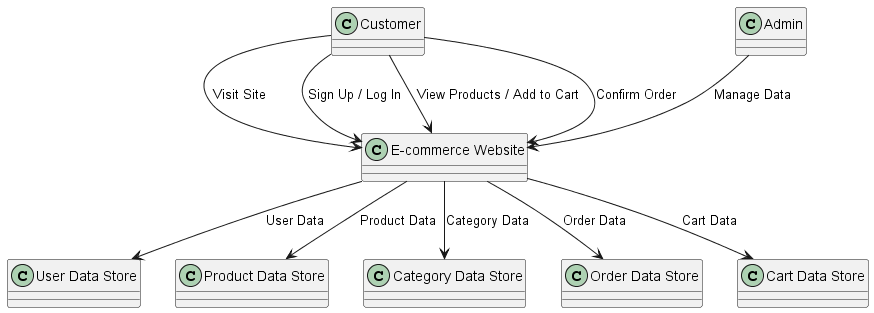 C Customer
C Admin
Visit Site
Sign Up / Log In
View Products / Add to Cart
Confirm Order
Manage Data
C E-commerce Website
User Data
Product Data
Category Data
Order Data
Cart Data
C User Data Store
C Product Data Store
C Category Data Store
C Order Data Store
C Cart Data Store